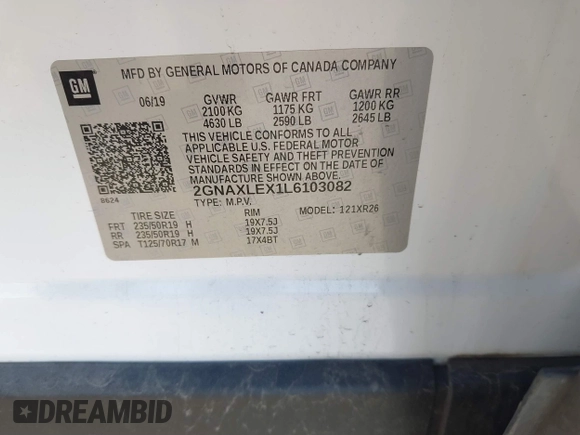 GM
MFD BY GENERAL MOTORS OF CANADA COMPANY
06/19 GVWR GAWR FRT GAWR RR
2100 KG 1175 KG 1200 KG
4630 LB 2590 LB 2645 LB
THIS VEHICLE CONFORMS TO ALL
APPLICABLE U.S. FEDERAL MOTOR
VEHICLE SAFETY AND THEFT PREVENTION
STANDARDS IN EFFECT ON THE DATE OF
MANUFACTURE SHOWN ABOVE.
8624 2GNAXLEX1L6103082
TYPE: M.P.V. MODEL: 121XR26
TIRE SIZE RIM
FRT 235/50R19 H 19X7.5J
RR 235/50R19 H 19X7.5J
SPA T125/70R17 M 17X4BT
DREAMBID